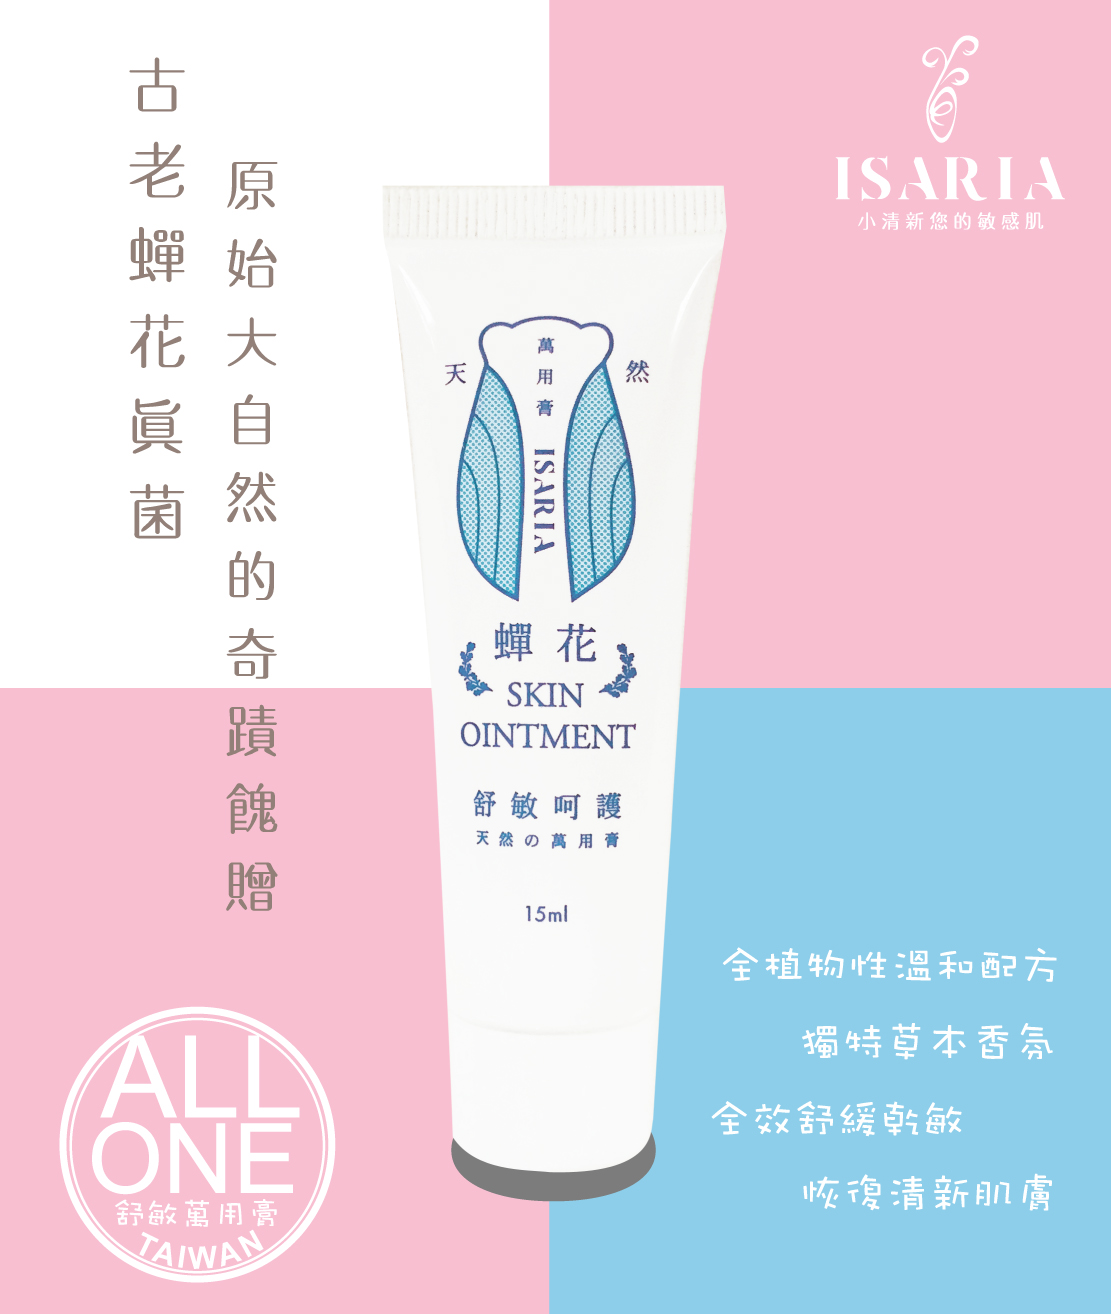 古老蟬花眞菌
原始大自然的奇蹟餽贈
ISARIA
小清新您的敏感肌
天然
萬用膏
ISARIA
蟬花
SKIN
OINTMENT
舒敏呵護
天然の萬用膏
15ml
全植物性溫和配方
獨特草本香氛
全效舒緩乾敏
恢復清新肌膚
ALL
ONE
舒敏萬用膏
TAIWAN